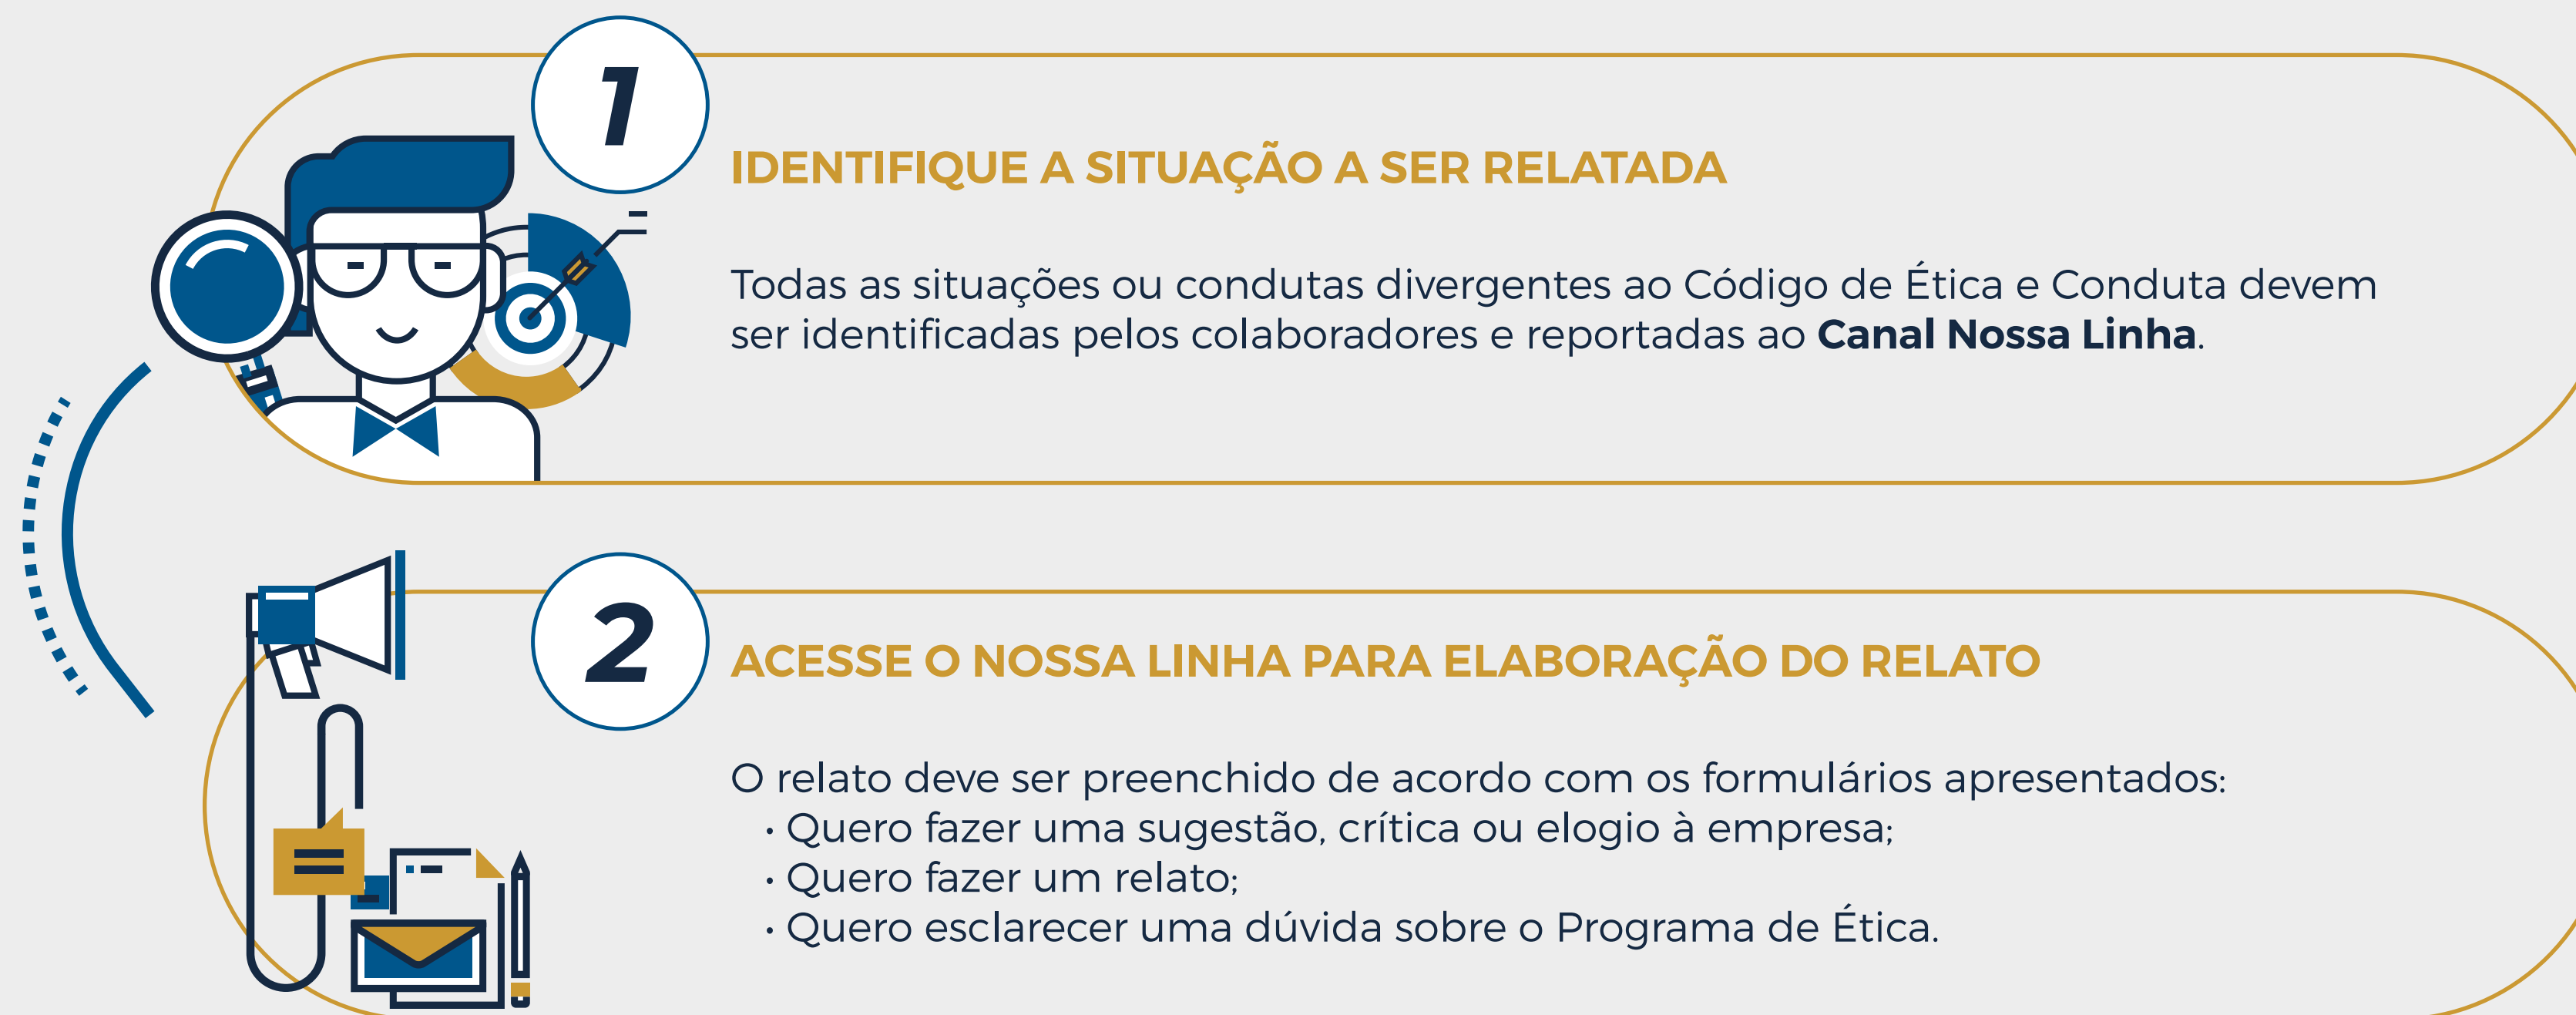 1
IDENTIFIQUE A SITUAÇÃO A SER RELATADA
Todas as situações ou condutas divergentes ao Código de Ética e Conduta devem
ser identificadas pelos colaboradores e reportadas ao Canal Nossa Linha.
2
ACESSE O NOSSA LINHA PARA ELABORAÇÃO DO RELATO
O relato deve ser preenchido de acordo com os formulários apresentados:
• Quero fazer uma sugestão, crítica ou elogio à empresa;
• Quero fazer um relato;
• Quero esclarecer uma dúvida sobre o Programa de Ética.